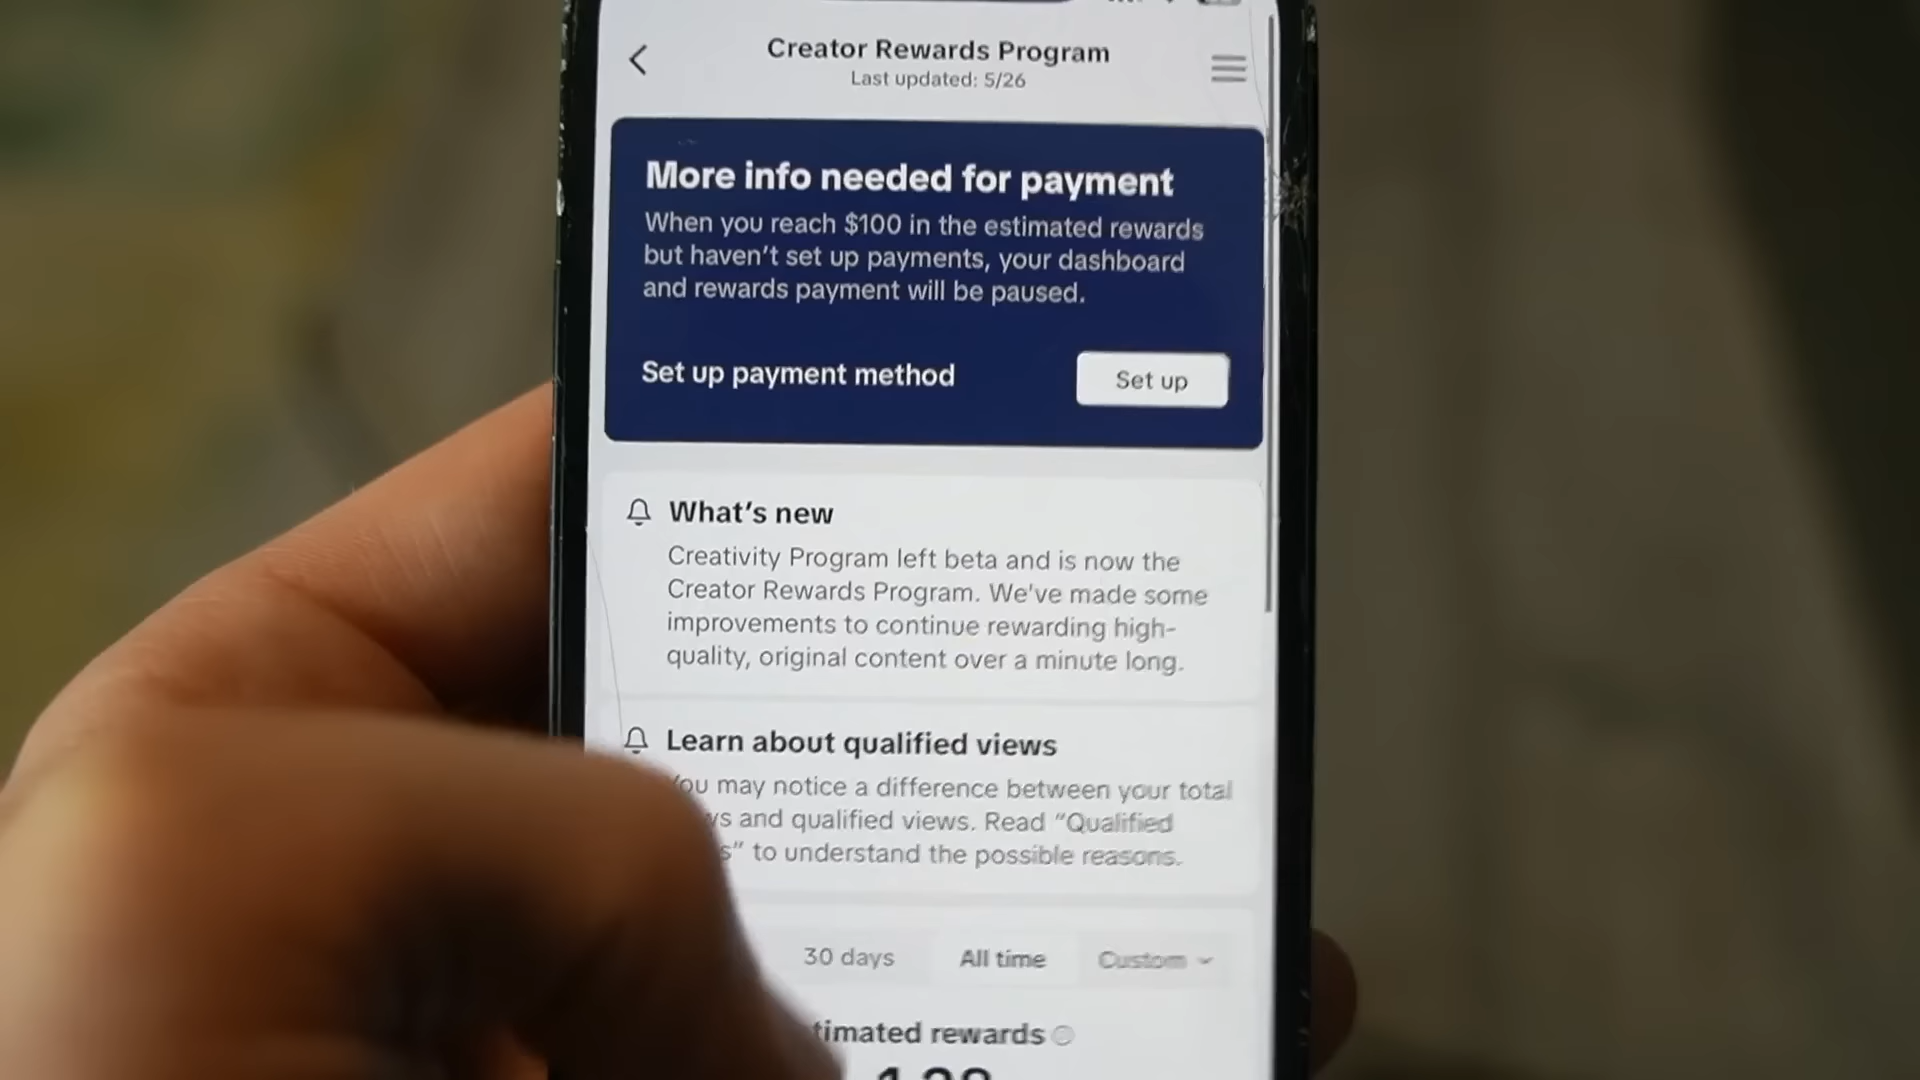 Creator Rewards Program
Last updated: 5/26
More info needed for payment
When you reach $100 in the estimated rewards
but haven't set up payments, your dashboard
and rewards payment will be paused.
Set up payment method
Set up
What's new
Creativity Program left beta and is now the
Creator Rewards Program. We've made some
improvements to continue rewarding high-
quality, original content over a minute long.
Learn about qualified views
You may notice a difference between your total
and qualified views. Read “Qualified
to understand the possible reasons.
30 days
All time
Custom
rewards